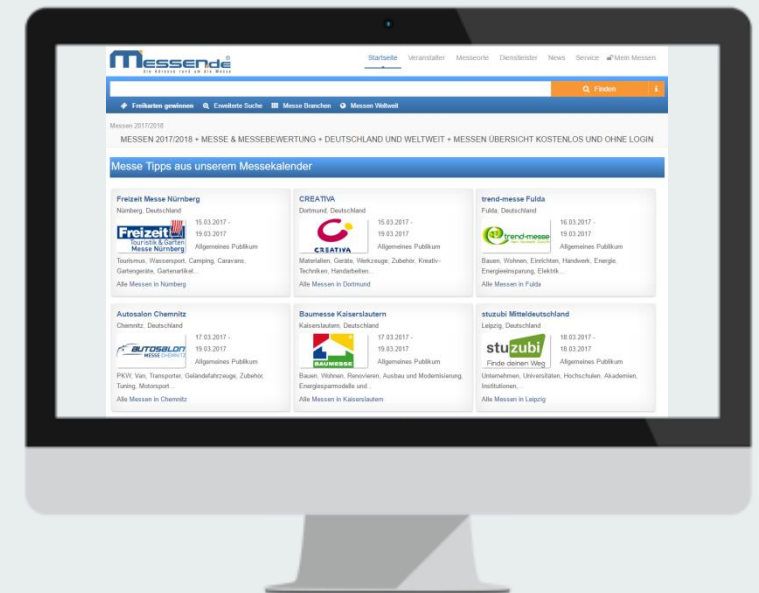 Messen.de®
Die Adresse rund um die Messe
Startseite Veranstalter Messeorte Dienstleister News Service Mein Messen
Finden
Freikarten gewinnen Erweiterte Suche Messe Branchen Messen Weltweit
Messen 2017/2018
MESSEN 2017/2018 + MESSE & MESSEBEWERTUNG + DEUTSCHLAND UND WELTWEIT + MESSEN ÜBERSICHT KOSTENLOS UND OHNE LOGIN
Messe Tipps aus unserem Messekalender
Freizeit Messe Nürnberg
Nürnberg, Deutschland
Freizeit
Touristik & Garten
Messe Nürnberg
15.03.2017 -
19.03.2017
Allgemeines Publikum
Tourismus, Wassersport, Camping, Caravans,
Gartengeräte, Gartenartikel...
Alle Messen in Nürnberg
CREATIVA
Dortmund, Deutschland
CREATIVA
15.03.2017 -
19.03.2017
Allgemeines Publikum
Materialien, Geräte, Werkzeuge, Zubehör, Kreativ-
Techniken, Handarbeiten...
Alle Messen in Dortmund
trend-messe Fulda
Fulda, Deutschland
trend-messe
16.03.2017 -
19.03.2017
Allgemeines Publikum
Bauen, Wohnen, Einrichten, Handwerk, Energie,
Energieeinsparung, Elektrik...
Alle Messen in Fulda
Autosalon Chemnitz
Chemnitz, Deutschland
AUTOSALON
MESSE CHEMNITZ
17.03.2017 -
19.03.2017
Allgemeines Publikum
PKW, Van, Transporter, Geländefahrzeuge, Zubehör,
Tuning, Motorsport...
Alle Messen in Chemnitz
Baumesse Kaiserslautern
Kaiserslautern, Deutschland
BAUMESSE
17.03.2017 -
19.03.2017
Allgemeines Publikum
Bauen, Wohnen, Renovieren, Ausbau und Modernisierung,
Energiesparmodelle und...
Alle Messen in Kaiserslautern
stuzubi Mitteldeutschland
Leipzig, Deutschland
stuzubi
Finde deinen Weg
18.03.2017 -
18.03.2017
Allgemeines Publikum
Unternehmen, Universitäten, Hochschulen, Akademien,
Institutionen,...
Alle Messen in Leipzig